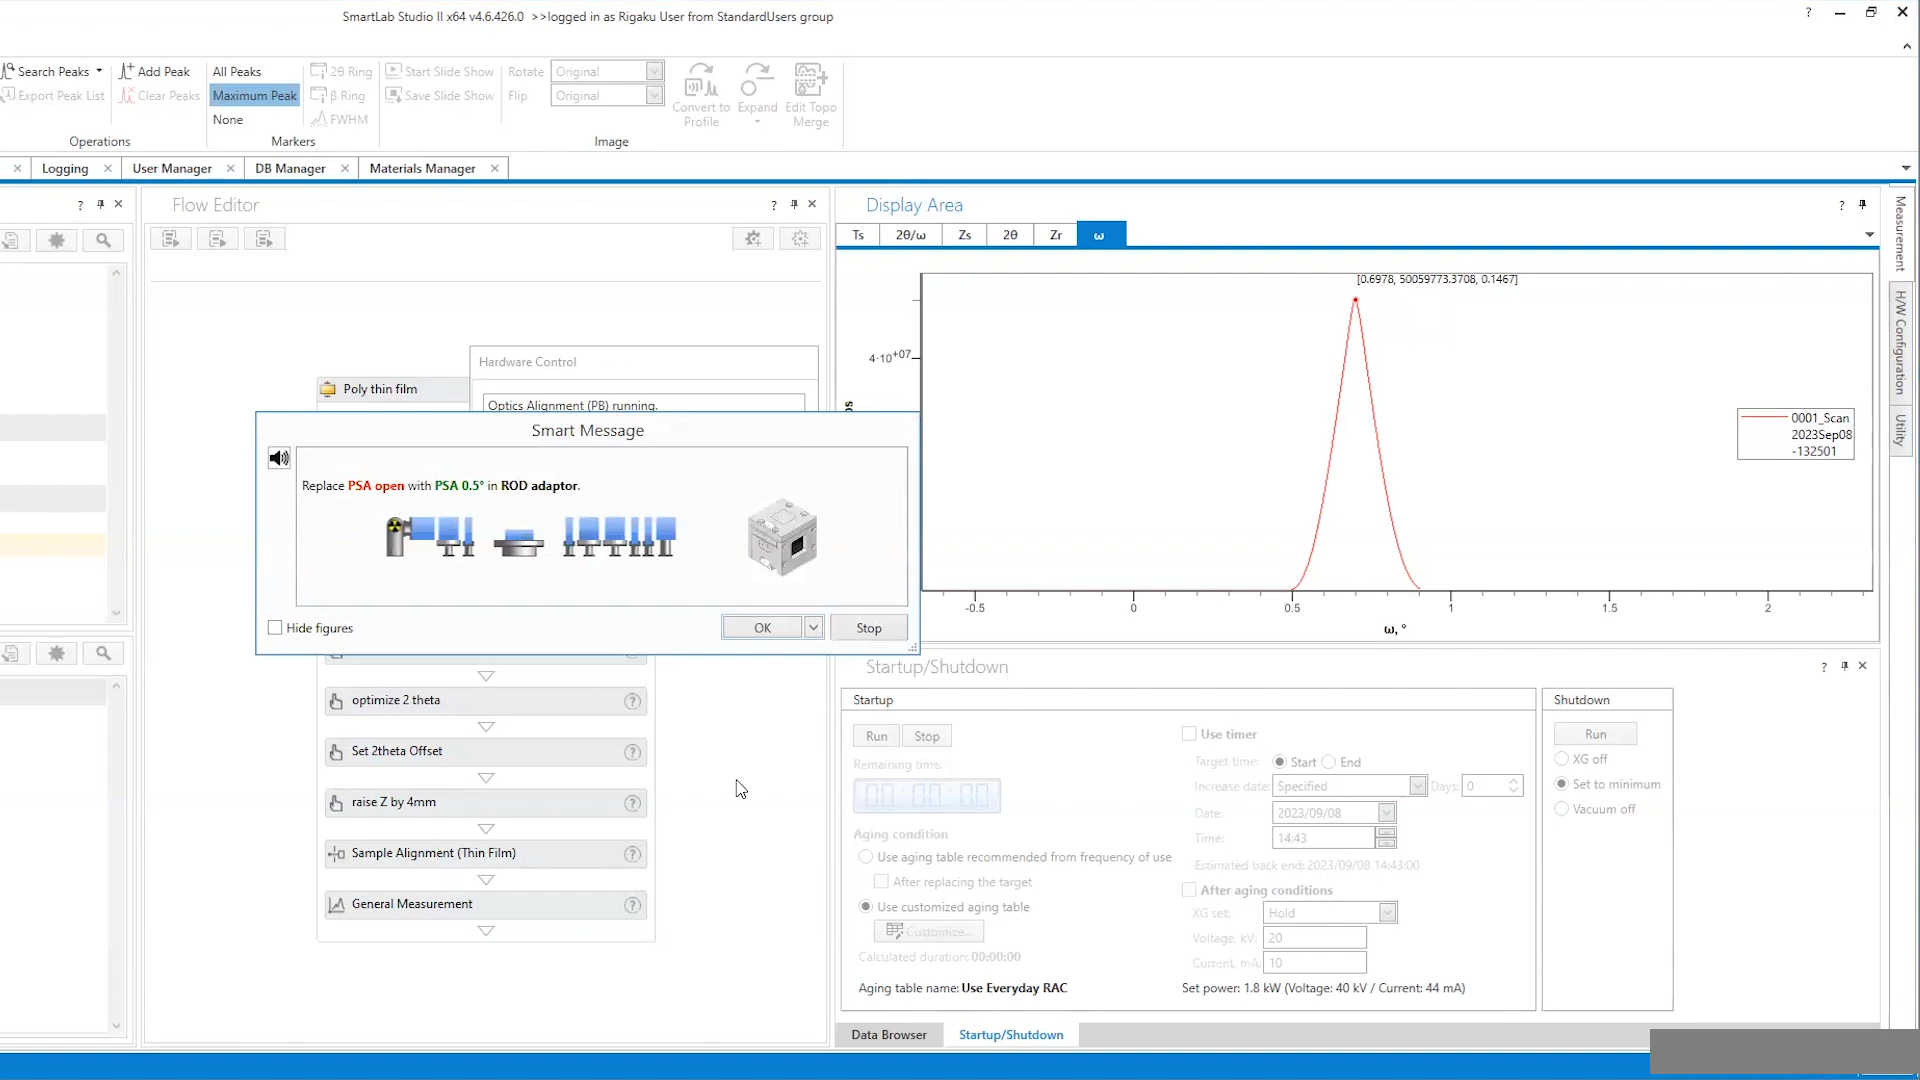 SmartLab Studio II x64 v4.6.426.0 >>logged in as Rigaku User from StandardUsers group
?
Search Peaks
Add Peak
All Peaks
2θ Ring
Start Slide Show
Rotate
Original
Export Peak List
Clear Peaks
Maximum Peak
β Ring
Save Slide Show
Flip
Original
None
FWHM
Convert to
Profile
Expand
Edit Topo
Merge
Operations
Markers
Image
Logging
User Manager
DB Manager
Materials Manager
?
Flow Editor
?
Display Area
?
Ts
2θ/ω
Zs
2θ
Zr
ω
Measurement
H/W Configuration
Utility
[0.6978, 50059773.3708, 0.1467]
4·10+07
0001_Scan
2023Sep08
-132501
-0.5
0
0.5
1
1.5
2
ω, °
Hardware Control
Poly thin film
Optics Alignment (PB) running.
Smart Message
Replace PSA open with PSA 0.5° in ROD adaptor.
Hide figures
OK
Stop
optimize 2 theta
?
Set 2theta Offset
?
raise Z by 4mm
?
Sample Alignment (Thin Film)
?
General Measurement
?
Startup/Shutdown
?
Startup
Run
Stop
Remaining time:
00:00:00
Aging condition
Use aging table recommended from frequency of use
After replacing the target
Use customized aging table
Customize...
Calculated duration: 00:00:00
Aging table name: Use Everyday RAC
Use timer
Target time:
Start
End
Increase date:
Specified
Days:
0
Date:
2023/09/08
Time:
14:43
Estimated back end: 2023/09/08 14:43:00
After aging conditions
XG set:
Hold
Voltage, kV:
20
Current, mA:
10
Set power: 1.8 kW (Voltage: 40 kV / Current: 44 mA)
Shutdown
Run
XG off
Set to minimum
Vacuum off
Data Browser
Startup/Shutdown